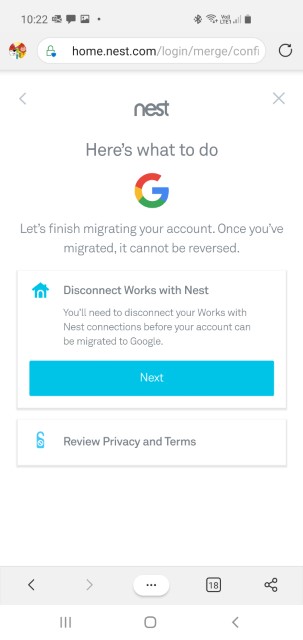 10:22
VoD LTE1
home.nest.com/login/merge/confi
nest
Here's what to do
Let's finish migrating your account. Once you've
migrated, it cannot be reversed.
Disconnect Works with Nest
You'll need to disconnect your Works with
Nest connections before your account can
be migrated to Google.
Next
Review Privacy and Terms
18